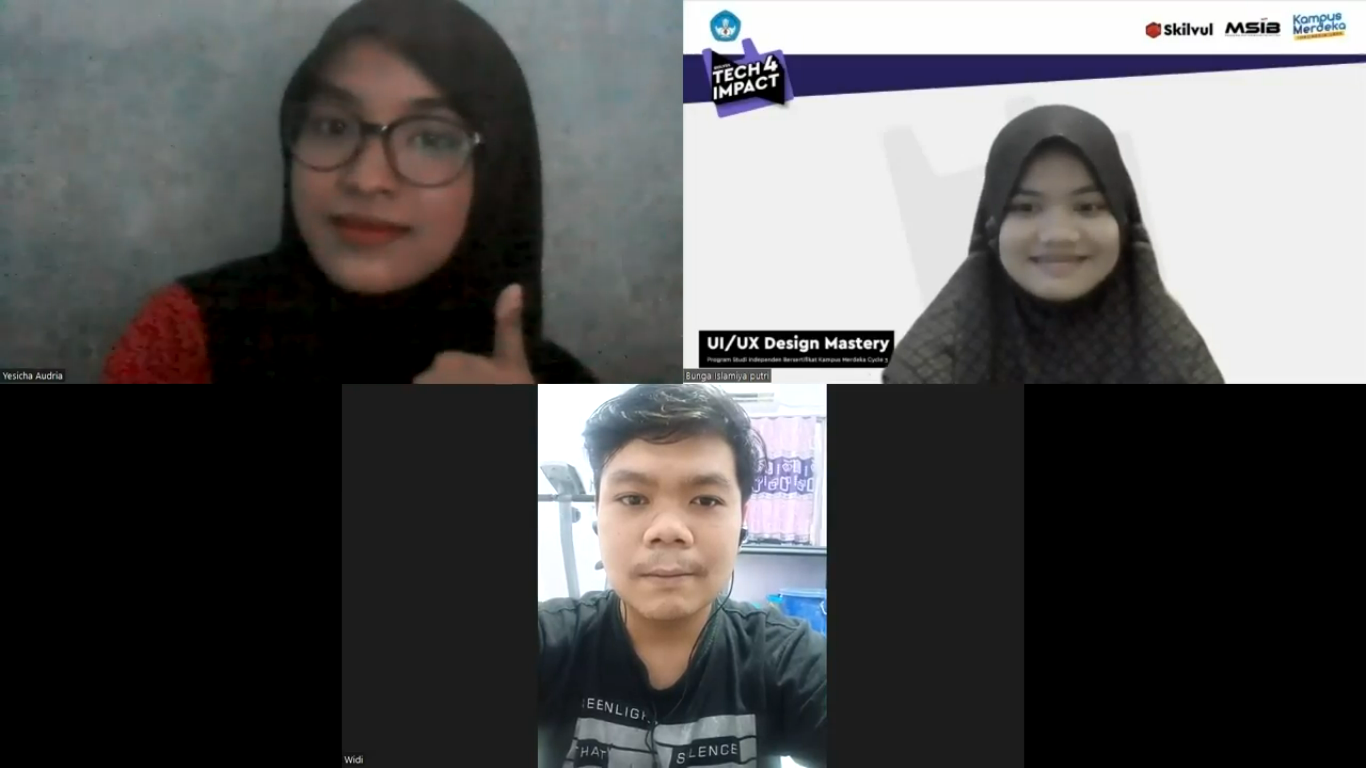 Yesicha Audria
TECH 4
IMPACT
Skilvul MSIB Kampus
Merdeka
UI/UX Design Mastery
Program Studi Independen Bersertifikat Kampus Merdeka Cycle 3
Bunga Islamiya putri
THAT SILENCE
Widi